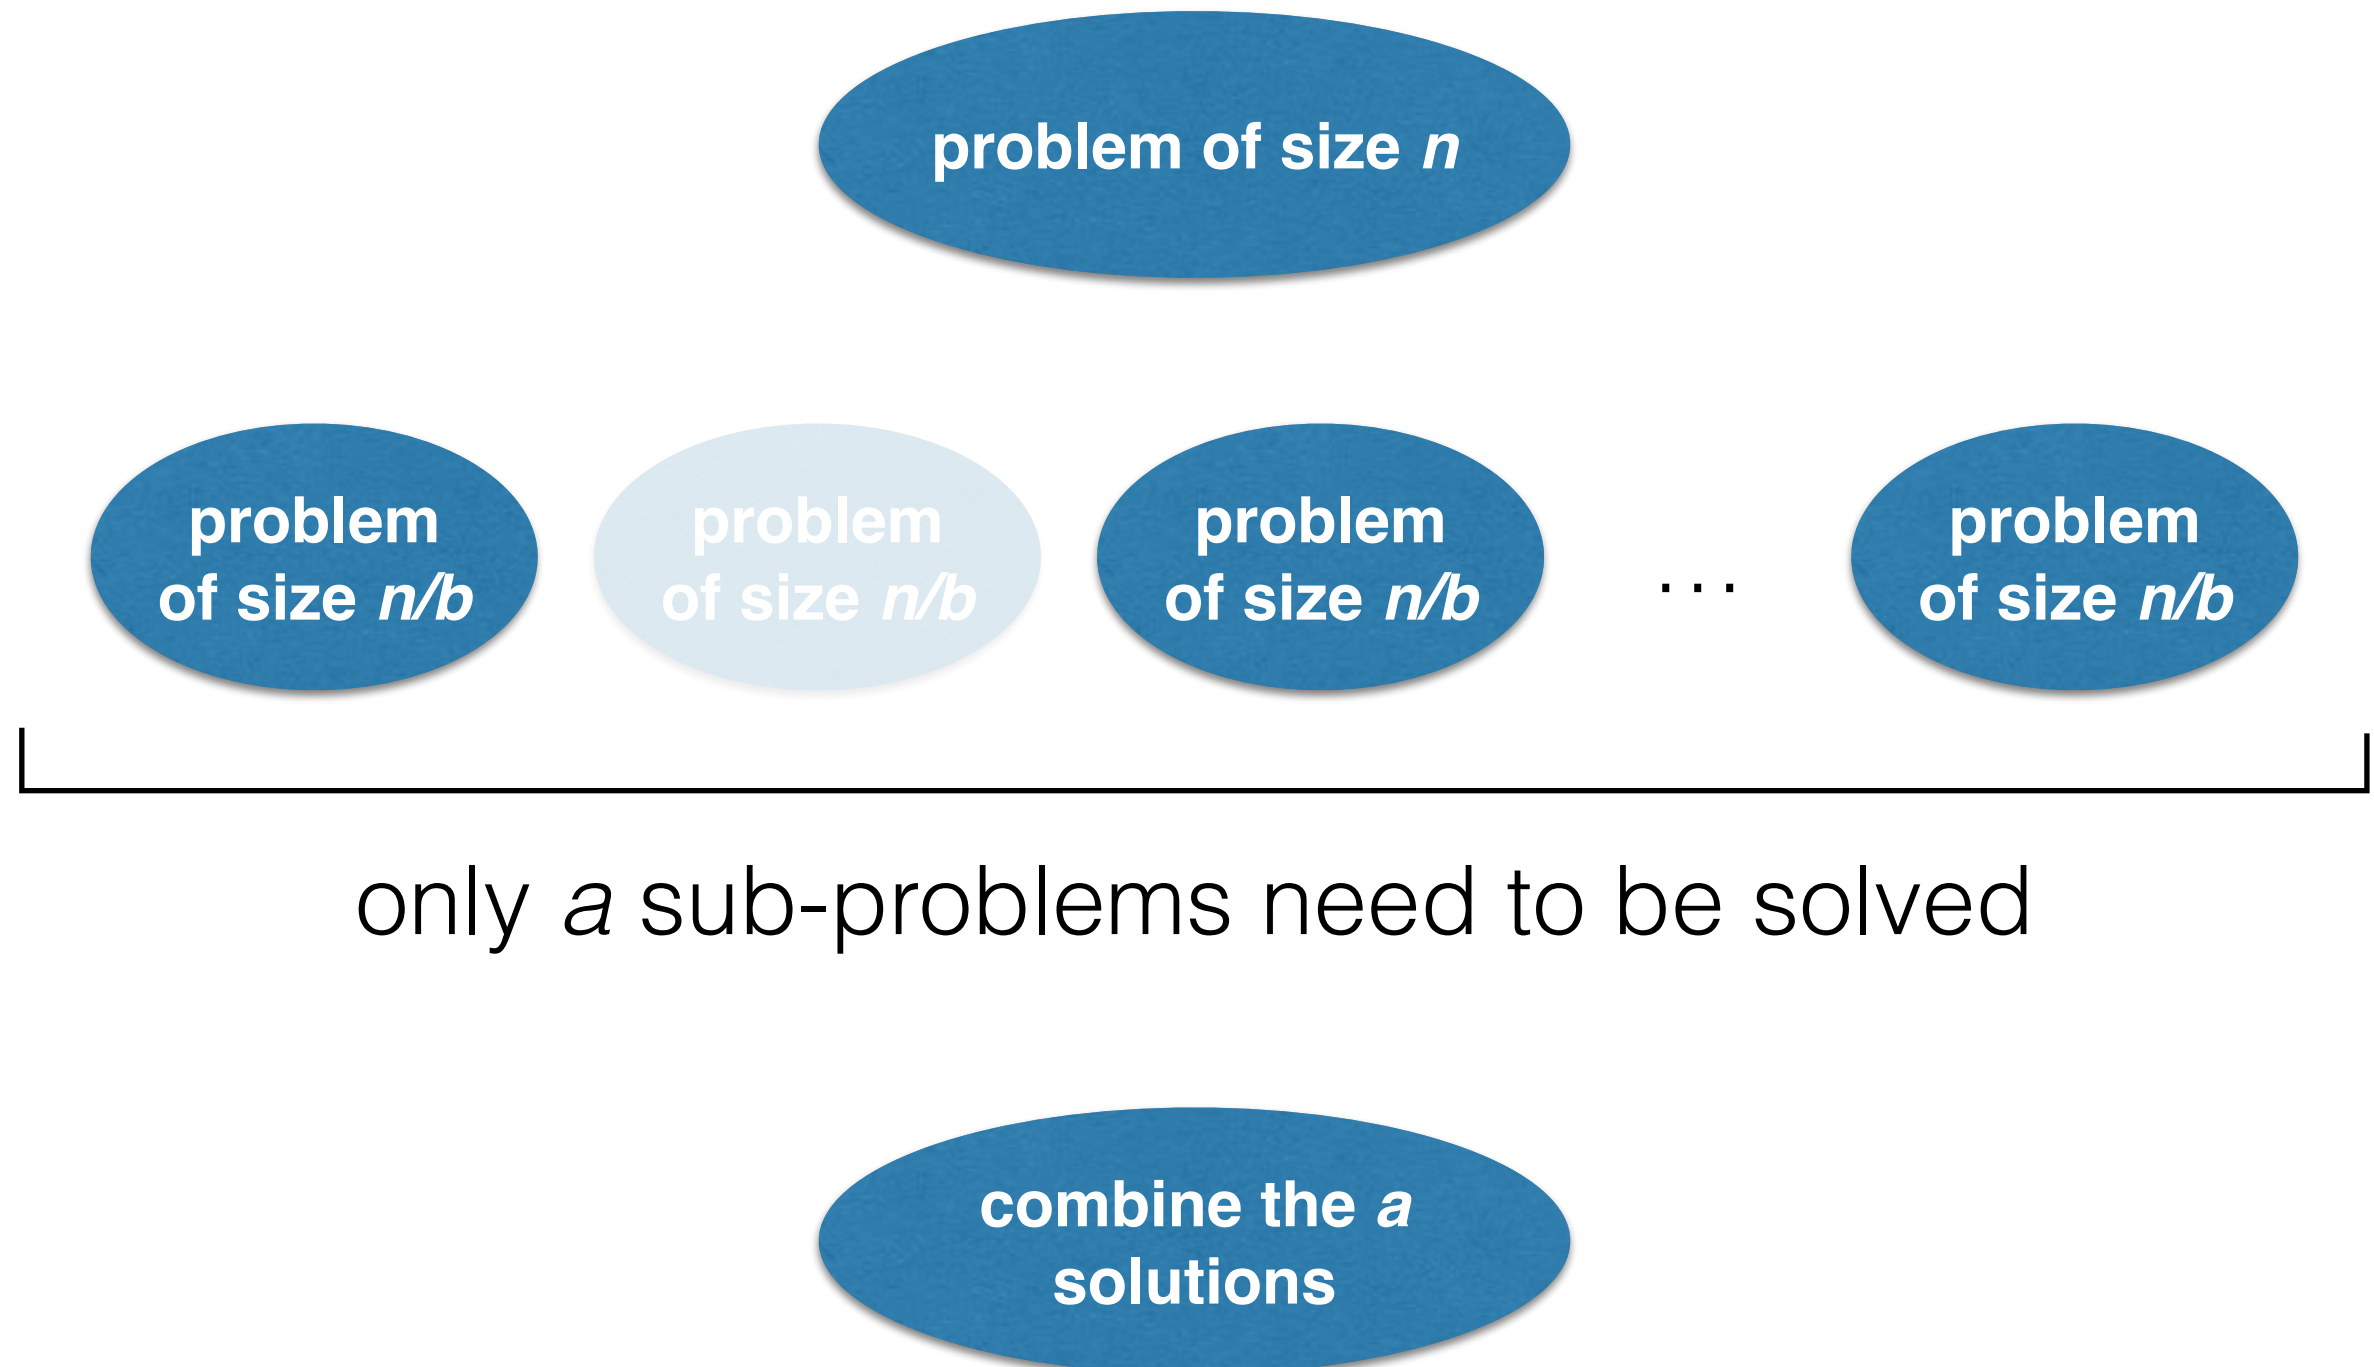 problem of size n
problem
of size n/b
problem
of size n/b
problem
of size n/b
...
problem
of size n/b
only a sub-problems need to be solved
combine the a
solutions